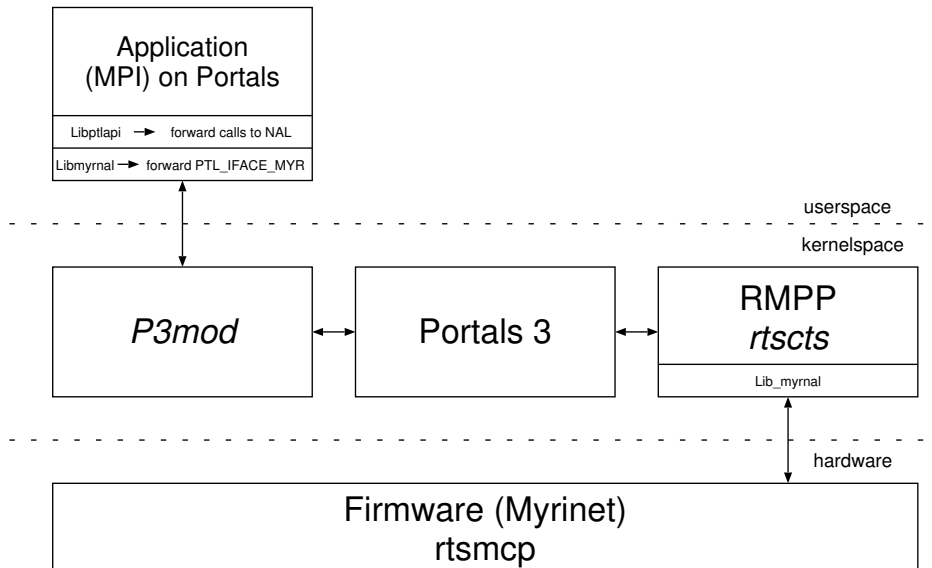 Application
(MPI) on Portals
Libptlapi → forward calls to NAL
Libmyrnal → forward PTL_IFACE_MYR
userspace
kernelspace
P3mod
Portals 3
RMPP
rtscts
Lib_myrnal
hardware
Firmware (Myrinet)
rtsmcp